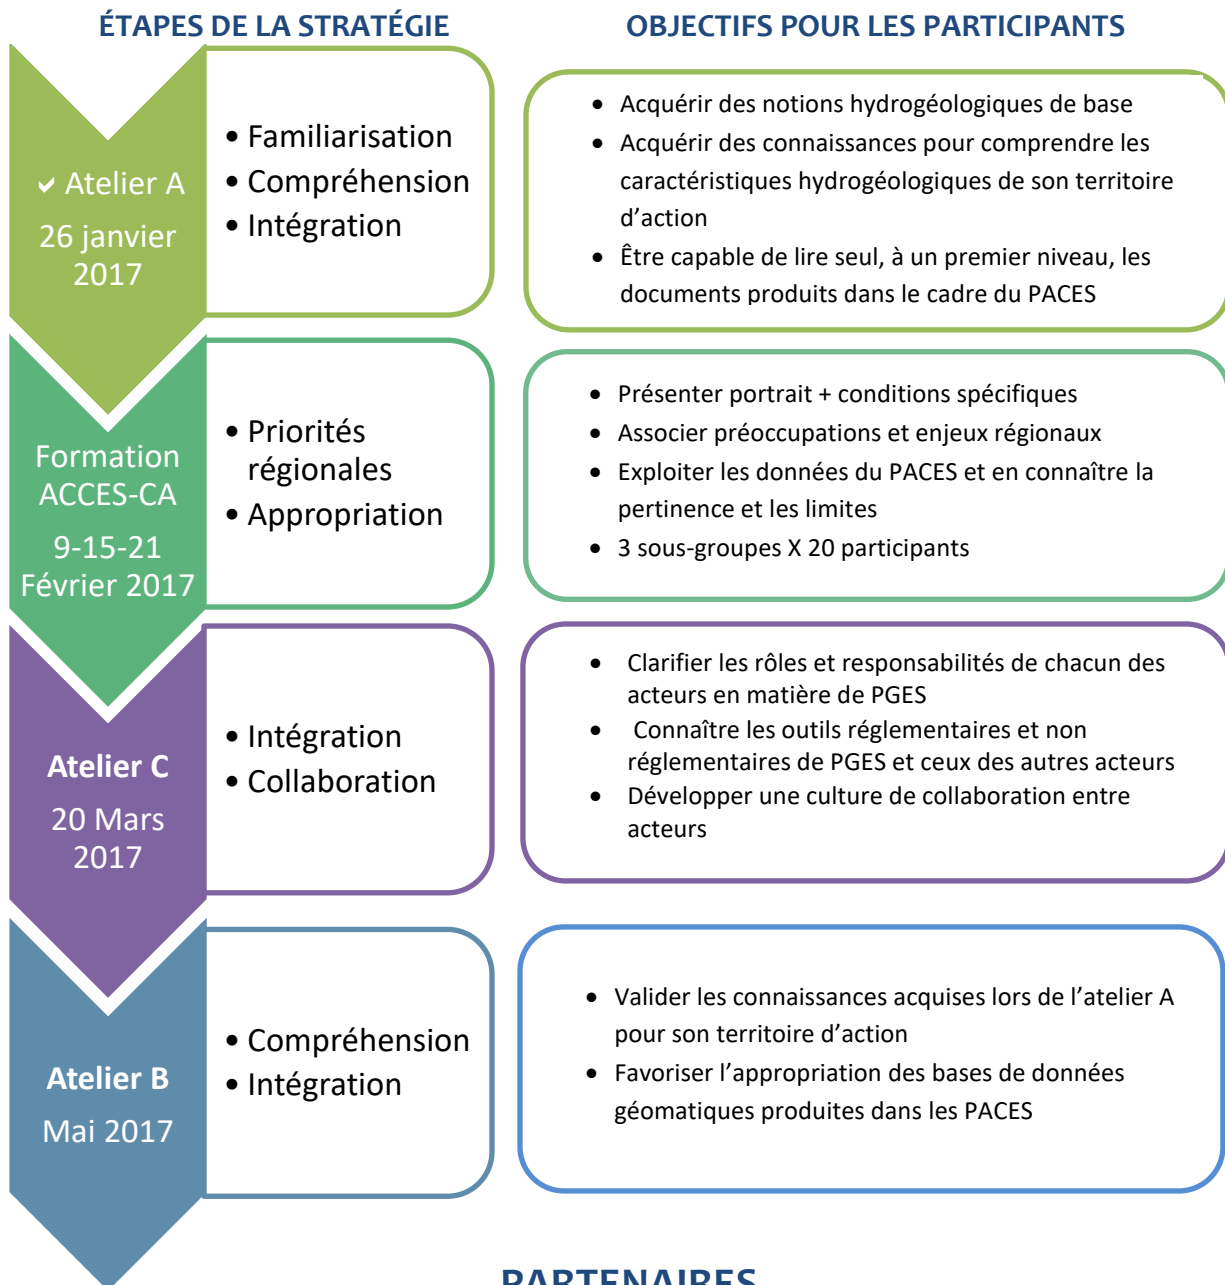 ÉTAPES DE LA STRATÉGIE
OBJECTIFS POUR LES PARTICIPANTS
✔ Atelier A
26 janvier
2017
• Familiarisation
• Compréhension
• Intégration
• Acquérir des notions hydrogéologiques de base
• Acquérir des connaissances pour comprendre les
caractéristiques hydrogéologiques de son territoire
d’action
• Être capable de lire seul, à un premier niveau, les
documents produits dans le cadre du PACES
Formation
ACCES-CA
9-15-21
Février 2017
• Priorités
régionales
• Appropriation
• Présenter portrait + conditions spécifiques
• Associer préoccupations et enjeux régionaux
• Exploiter les données du PACES et en connaître la
pertinence et les limites
• 3 sous-groupes X 20 participants
Atelier C
20 Mars
2017
• Intégration
• Collaboration
• Clarifier les rôles et responsabilités de chacun des
acteurs en matière de PGES
• Connaître les outils réglementaires et non
réglementaires de PGES et ceux des autres acteurs
• Développer une culture de collaboration entre
acteurs
Atelier B
Mai 2017
• Compréhension
• Intégration
• Valider les connaissances acquises lors de l’atelier A
pour son territoire d’action
• Favoriser l’appropriation des bases de données
géomatiques produites dans les PACES
PARTENAIRES